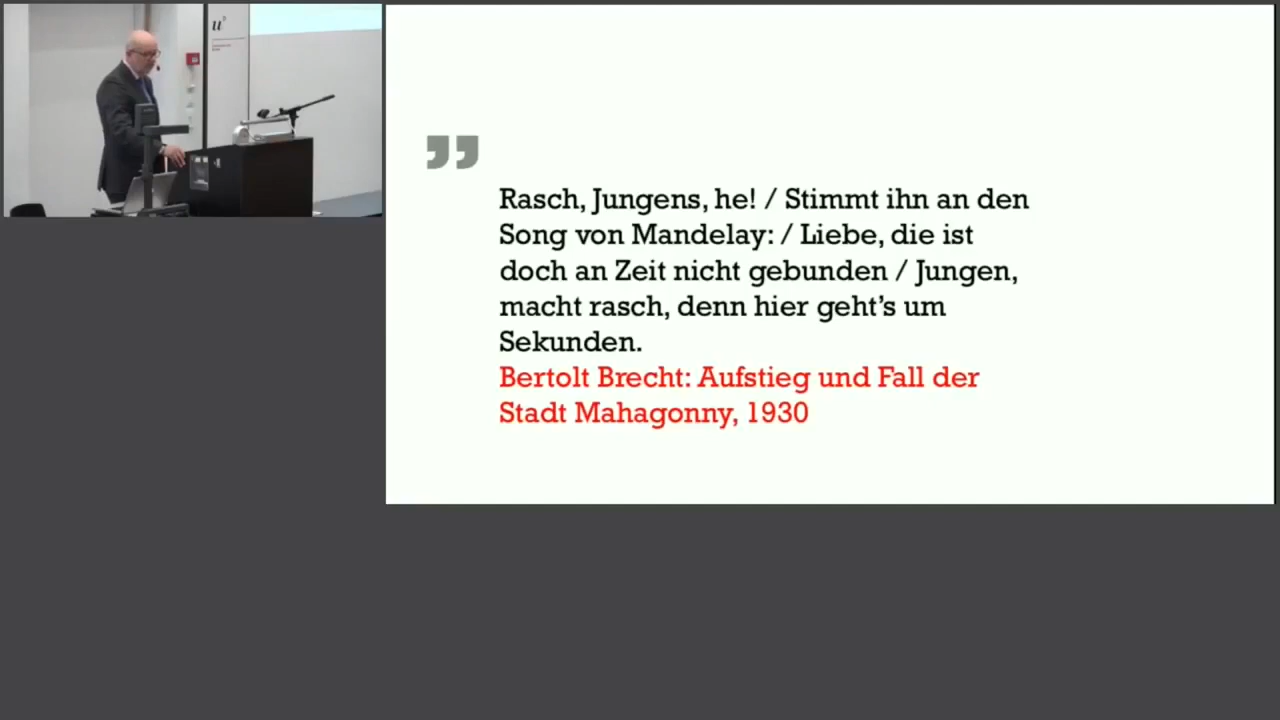 u
”
Rasch, Jungens, he! / Stimmt ihn an den
Song von Mandelay: / Liebe, die ist
doch an Zeit nicht gebunden / Jungen,
macht rasch, denn hier geht’s um
Sekunden.
Bertolt Brecht: Aufstieg und Fall der
Stadt Mahagonny, 1930